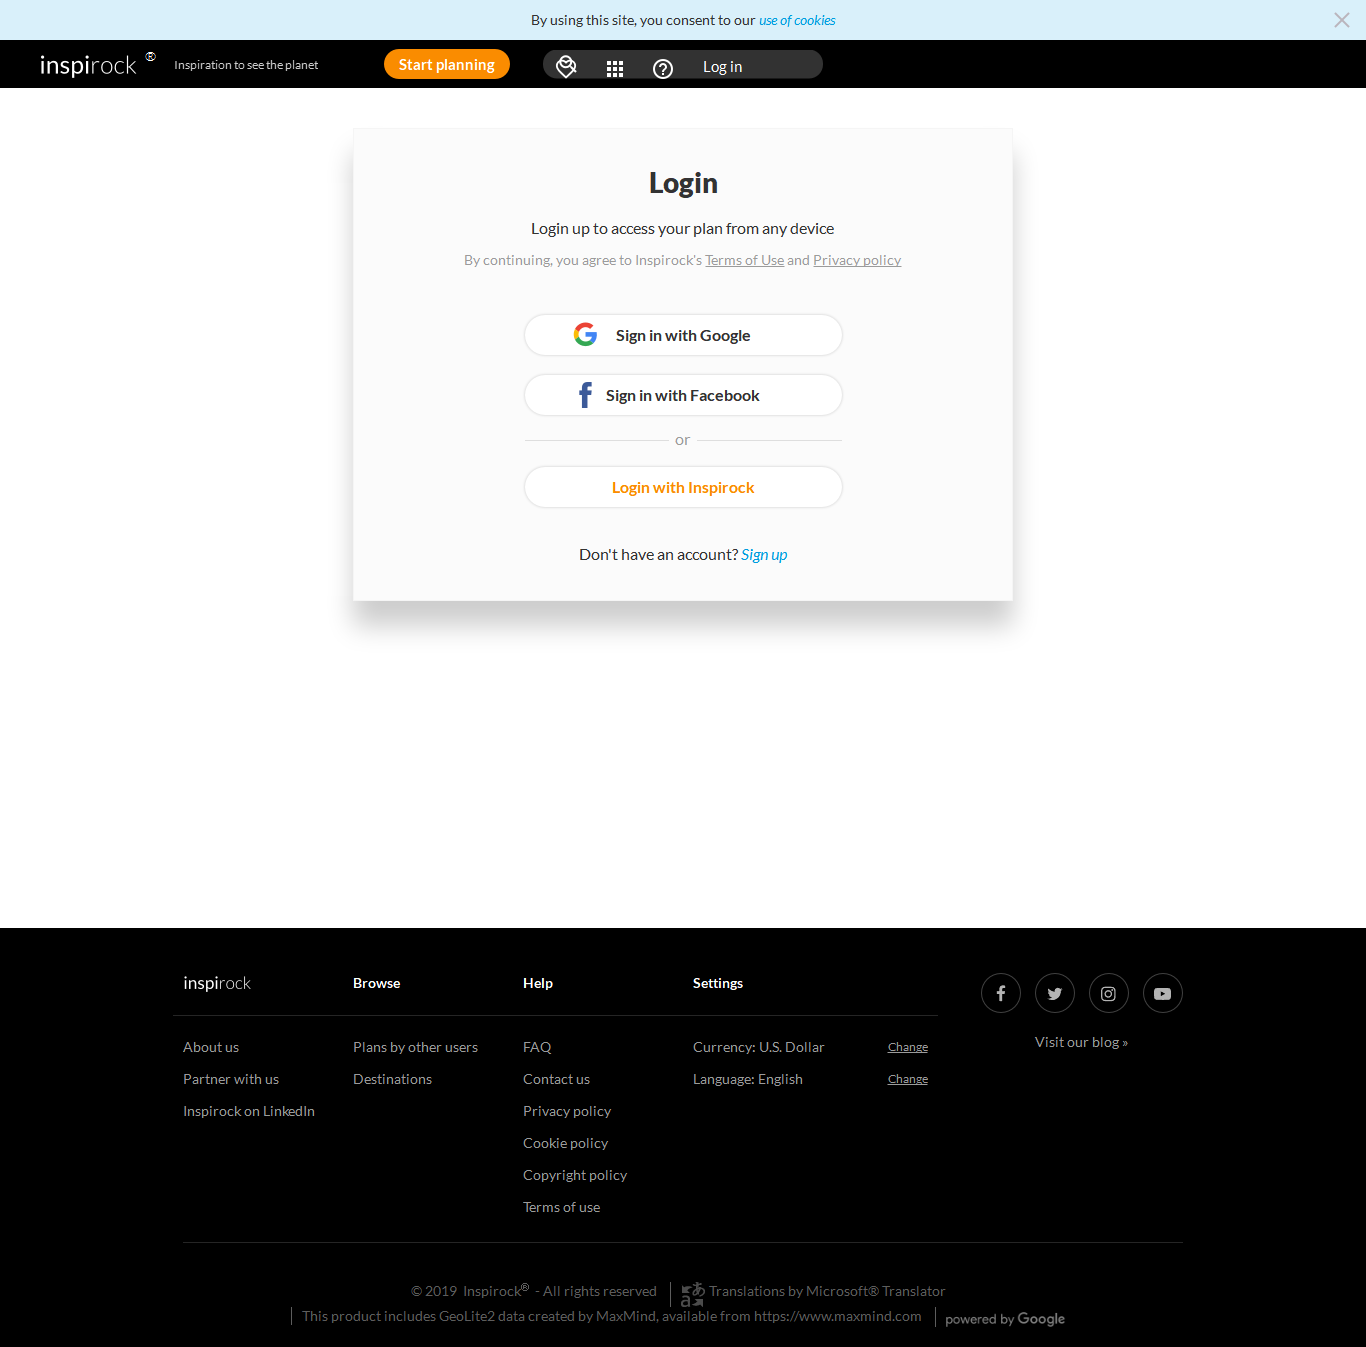 By using this site, you consent to our use of cookies
inspirock ® Inspiration to see the planet Start planning Log in
Login
Login up to access your plan from any device
By continuing, you agree to Inspirock's Terms of Use and Privacy policy
Sign in with Google
Sign in with Facebook
or
Login with Inspirock
Don't have an account? Sign up
inspirock Browse Help Settings
About us Plans by other users FAQ Currency: U.S. Dollar Change
Visit our blog »
Partner with us Destinations Contact us Language: English Change
Inspirock on LinkedIn Privacy policy
Cookie policy
Copyright policy
Terms of use
© 2019 Inspirock® - All rights reserved Translations by Microsoft® Translator
This product includes GeoLite2 data created by MaxMind, available from https://www.maxmind.com powered by Google